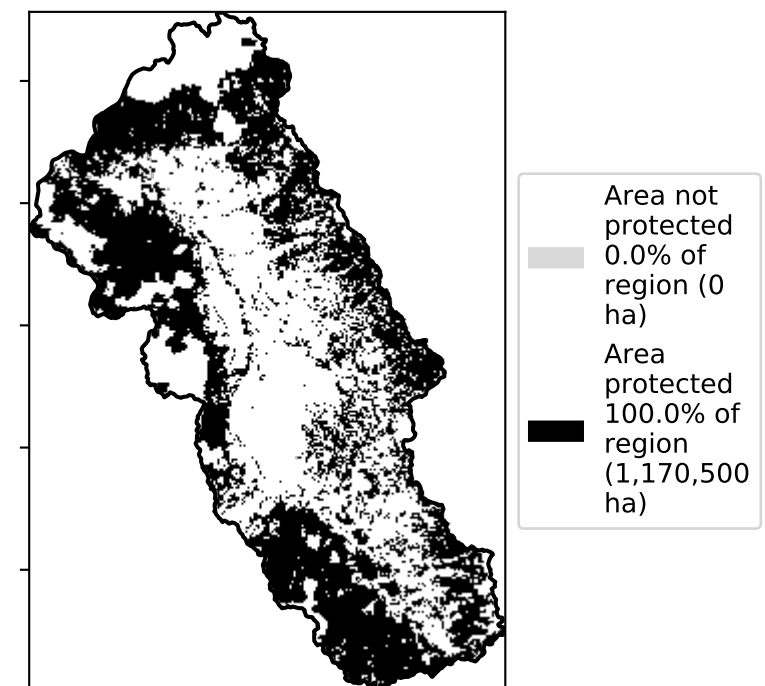 Area not
protected
0.0% of
region (0
ha)
Area
protected
100.0% of
region
(1,170,500
ha)